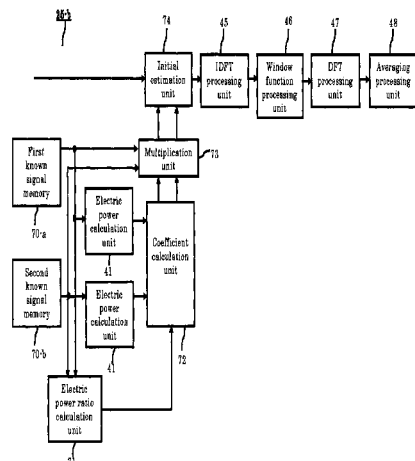 35-b
74
45
46
47
48
Initial
estimation
unit
IDFT
processing
unit
Window
function
processing
unit
DFT
processing
unit
Averaging
processing
unit
First
known
signal
memory
70-a
Multiplication
unit
73
Electric
power
calculation
unit
41
Coefficient
calculation
unit
72
Second
known
signal
memory
70-b
Electric
power
calculation
unit
41
Electric
power ratio
calculation
unit